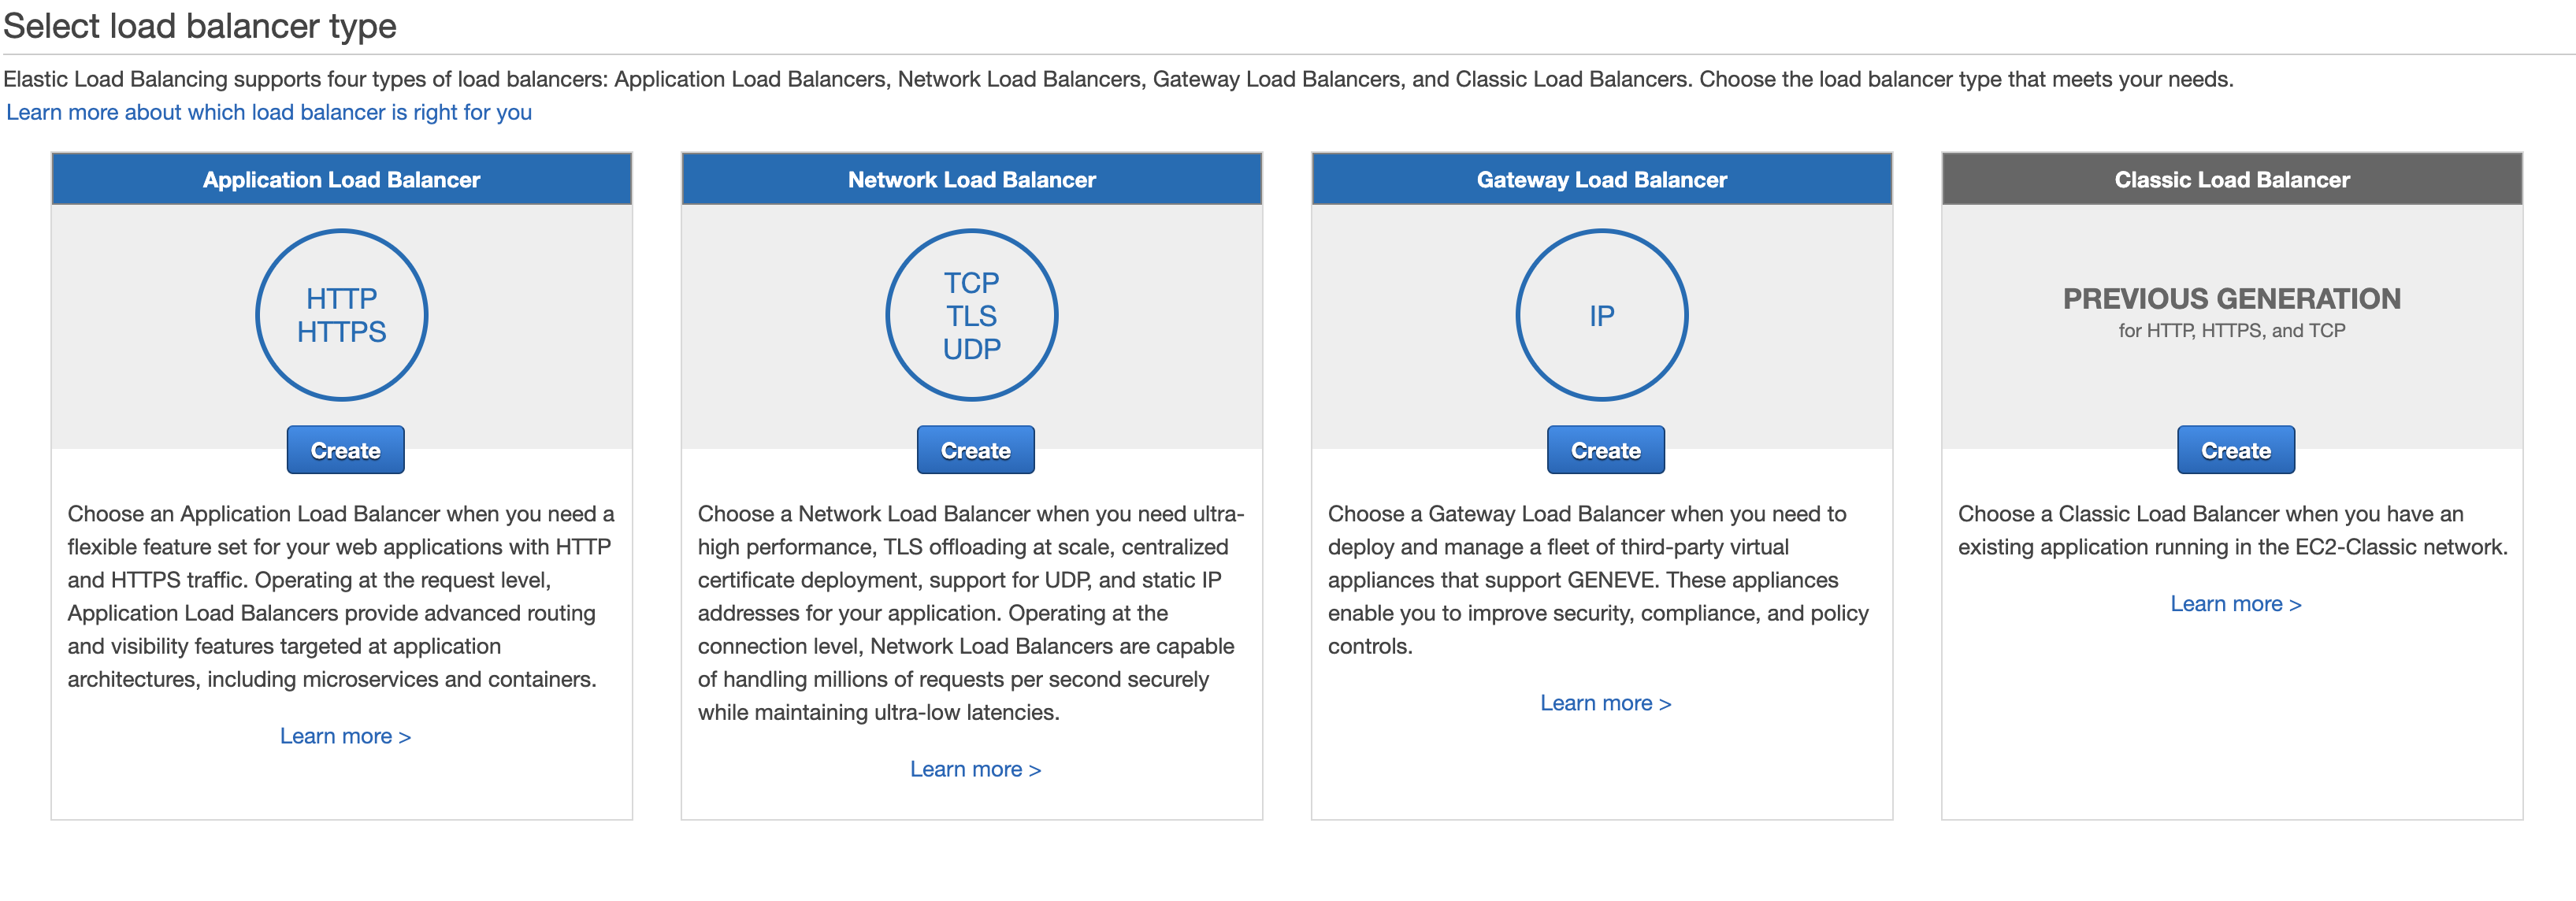 Select load balancer type
Elastic Load Balancing supports four types of load balancers: Application Load Balancers, Network Load Balancers, Gateway Load Balancers, and Classic Load Balancers. Choose the load balancer type that meets your needs.
Learn more about which load balancer is right for you
Application Load Balancer
HTTP
HTTPS
Create
Choose an Application Load Balancer when you need a
flexible feature set for your web applications with HTTP
and HTTPS traffic. Operating at the request level,
Application Load Balancers provide advanced routing
and visibility features targeted at application
architectures, including microservices and containers.
Learn more >
Network Load Balancer
TCP
TLS
UDP
Create
Choose a Network Load Balancer when you need ultra-
high performance, TLS offloading at scale, centralized
certificate deployment, support for UDP, and static IP
addresses for your application. Operating at the
connection level, Network Load Balancers are capable
of handling millions of requests per second securely
while maintaining ultra-low latencies.
Learn more >
Gateway Load Balancer
IP
Create
Choose a Gateway Load Balancer when you need to
deploy and manage a fleet of third-party virtual
appliances that support GENEVE. These appliances
enable you to improve security, compliance, and policy
controls.
Learn more >
Classic Load Balancer
PREVIOUS GENERATION
for HTTP, HTTPS, and TCP
Create
Choose a Classic Load Balancer when you have an
existing application running in the EC2-Classic network.
Learn more >